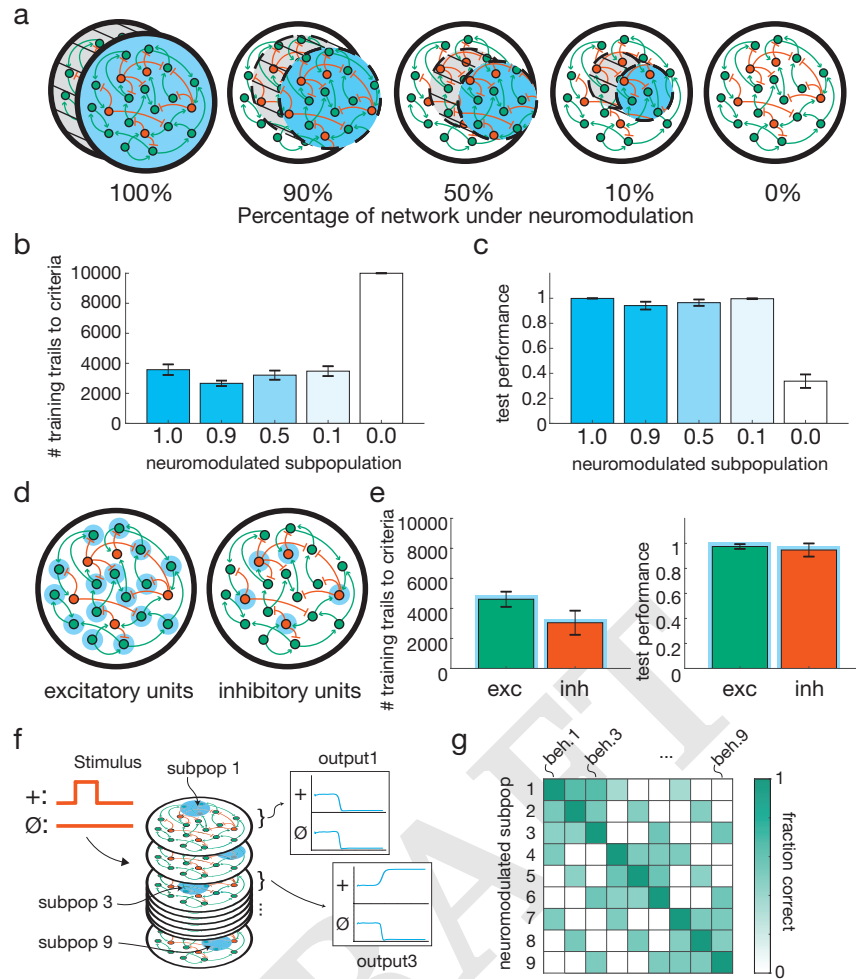 a
100%
90%
50%
10%
0%
Percentage of network under neuromodulation
b
# training trails to criteria
10000
8000
6000
4000
2000
0
1.0
0.9
0.5
0.1
0.0
neuromodulated subpopulation
c
test performance
1
0.8
0.6
0.4
0.2
0
1.0
0.9
0.5
0.1
0.0
neuromodulated subpopulation
d
excitatory units
inhibitory units
e
# training trails to criteria
10000
8000
6000
4000
2000
0
exc
inh
test performance
1
0.8
0.6
0.4
0.2
0
exc
inh
f
Stimulus
+:
Ø:
subpop 1
subpop 3
subpop 9
output1
+
Ø
+
Ø
output3
g
beh.1
beh.3
...
beh.9
neuromodulated subpop
1
2
3
4
5
6
7
8
9
1
fraction correct
0
DRAFT